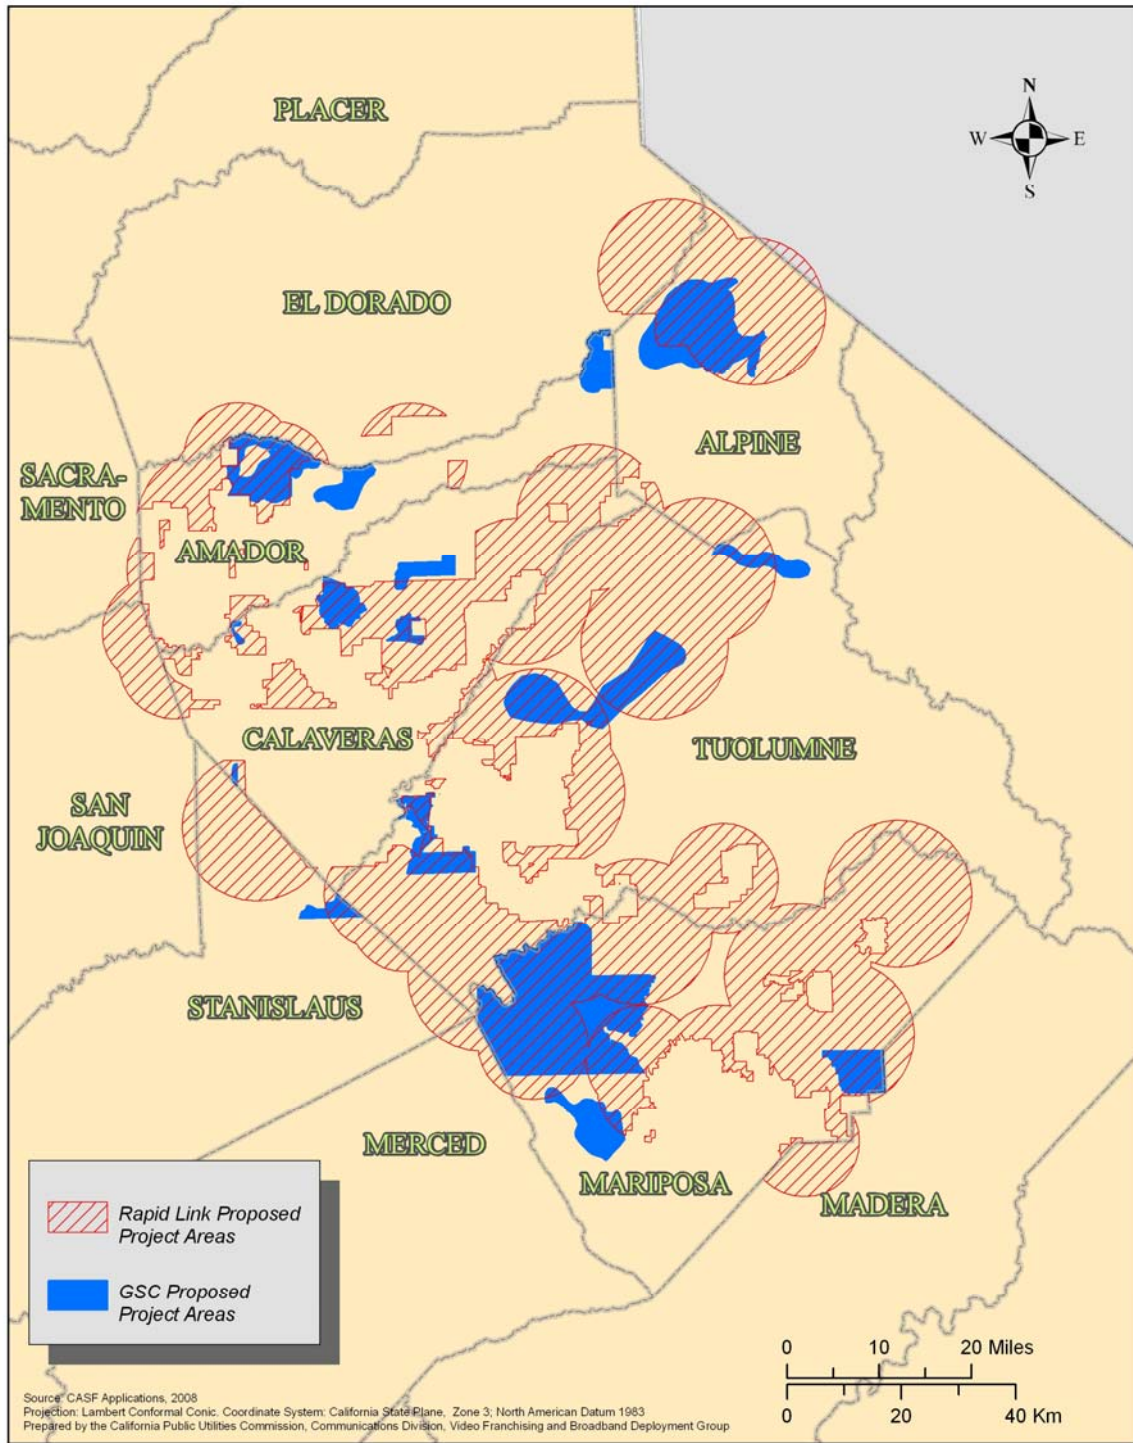 PLACER
N
W
E
S
EL DORADO
ALPINE
SACRA-
MENTO
AMADOR
CALAVERAS
TUOLUMNE
SAN
JOAQUIN
STANISLAUS
MERCED
MARIPOSA
MADERA
Rapid Link Proposed
Project Areas
GSC Proposed
Project Areas
0 10 20 Miles
0 20 40 Km
Source: CASF Applications, 2008
Projection: Lambert Conformal Conic. Coordinate System: California State Plane, Zone 3; North American Datum 1983
Prepared by the California Public Utilities Commission, Communications Division, Video Franchising and Broadband Deployment Group